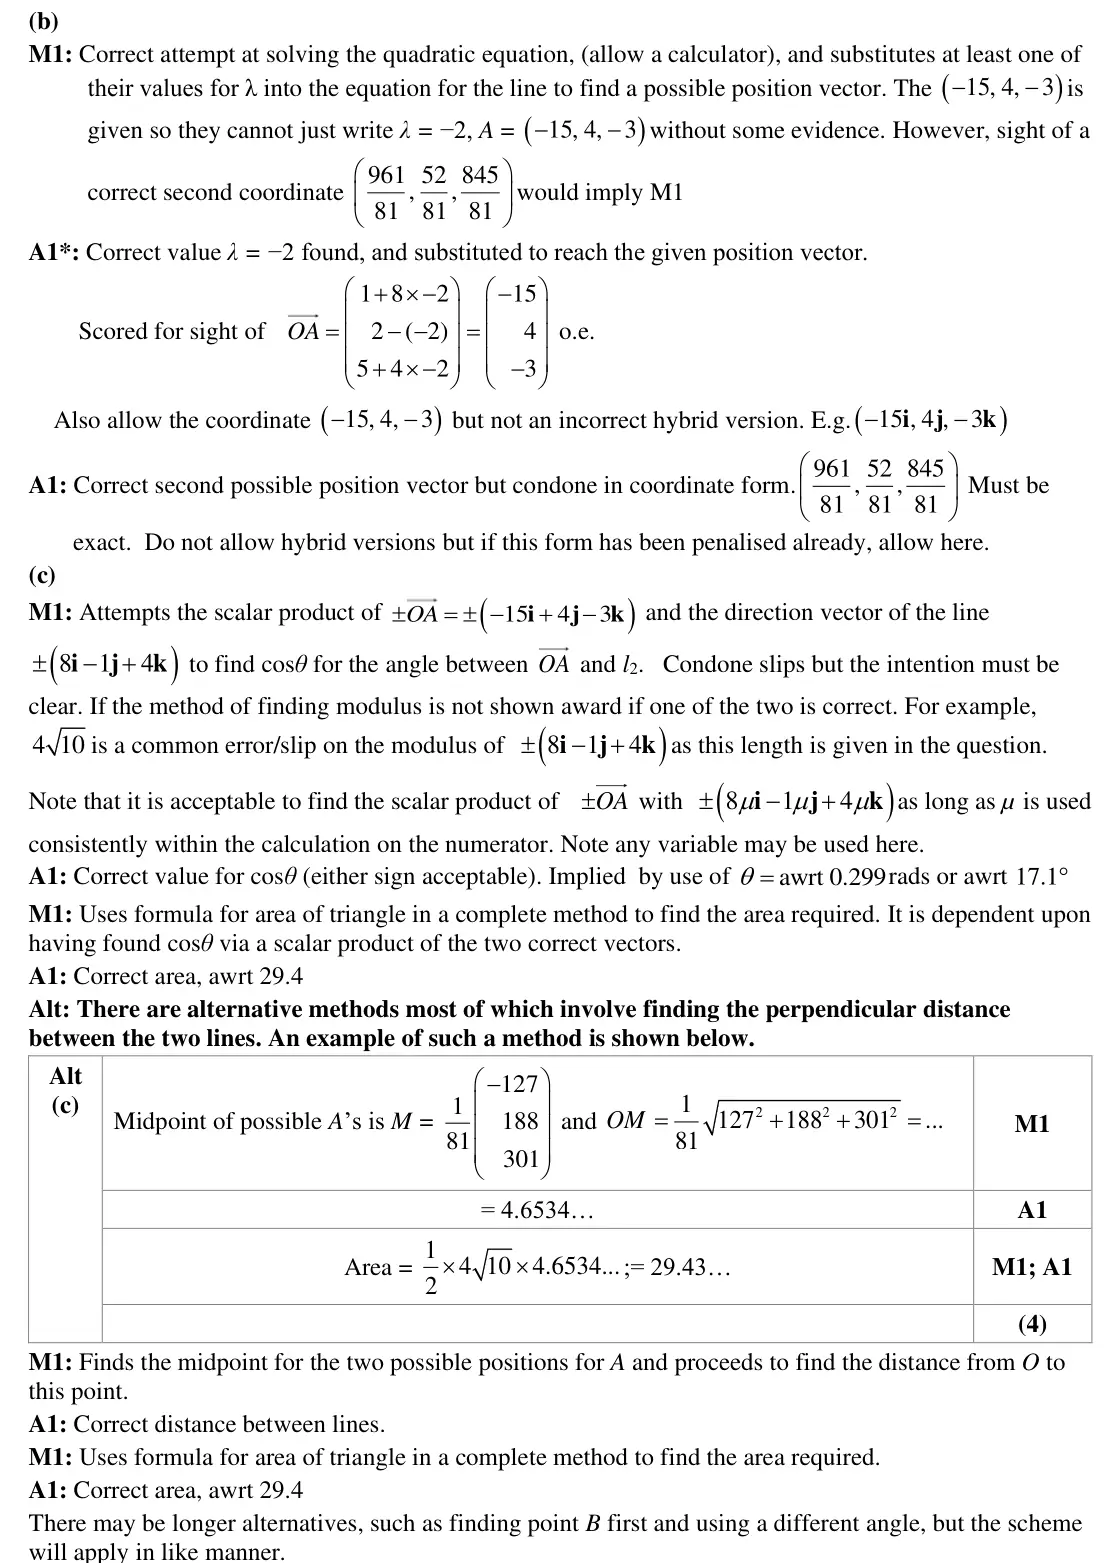 (b)
M1: Correct attempt at solving the quadratic equation, (allow a calculator), and substitutes at least one of
their values for λ into the equation for the line to find a possible position vector. The (−15, 4, −3) is
given so they cannot just write λ = −2, A = (−15, 4, −3) without some evidence. However, sight of a
correct second coordinate (961/81, 52/81, 845/81) would imply M1
A1*: Correct value λ = −2 found, and substituted to reach the given position vector.
Scored for sight of OA⃗ = (1+8×−2, 2−(−2), 5+4×−2) = (−15, 4, −3) o.e.
Also allow the coordinate (−15, 4, −3) but not an incorrect hybrid version. E.g. (−15i, 4j, −3k)
A1: Correct second possible position vector but condone in coordinate form. (961/81, 52/81, 845/81) Must be
exact. Do not allow hybrid versions but if this form has been penalised already, allow here.
(c)
M1: Attempts the scalar product of ±OA⃗ = ±(−15i + 4j − 3k) and the direction vector of the line
±(8i − 1j + 4k) to find cosθ for the angle between OA⃗ and l₂. Condone slips but the intention must be
clear. If the method of finding modulus is not shown award if one of the two is correct. For example,
4√10 is a common error/slip on the modulus of ±(8i − 1j + 4k) as this length is given in the question.
Note that it is acceptable to find the scalar product of ±OA⃗ with ±(8μi − 1μj + 4μk) as long as μ is used
consistently within the calculation on the numerator. Note any variable may be used here.
A1: Correct value for cosθ (either sign acceptable). Implied by use of θ = awrt 0.299 rads or awrt 17.1°
M1: Uses formula for area of triangle in a complete method to find the area required. It is dependent upon
having found cosθ via a scalar product of the two correct vectors.
A1: Correct area, awrt 29.4
Alt: There are alternative methods most of which involve finding the perpendicular distance
between the two lines. An example of such a method is shown below.
Alt
(c)
Midpoint of possible A's is M = 1/81 (−127, 188, 301) and OM = 1/81 √(127² + 188² + 301²) = ...
M1
= 4.6534…
A1
Area = 1/2 × 4√10 × 4.6534... ;= 29.43…
M1; A1
(4)
M1: Finds the midpoint for the two possible positions for A and proceeds to find the distance from O to
this point.
A1: Correct distance between lines.
M1: Uses formula for area of triangle in a complete method to find the area required.
A1: Correct area, awrt 29.4
There may be longer alternatives, such as finding point B first and using a different angle, but the scheme
will apply in like manner.